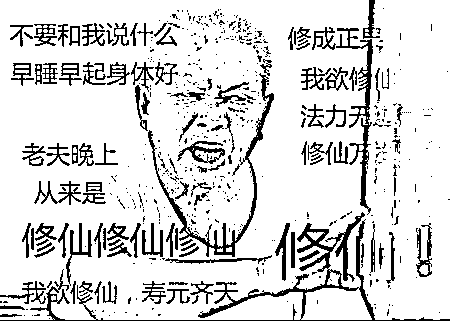 不要和我说什么
早睡早起身体好
老夫晚上
从来是
修仙修仙修仙
我欲修仙，寿元齐天
修成正果
我欲修仙
法力无
修仙万
修仙！